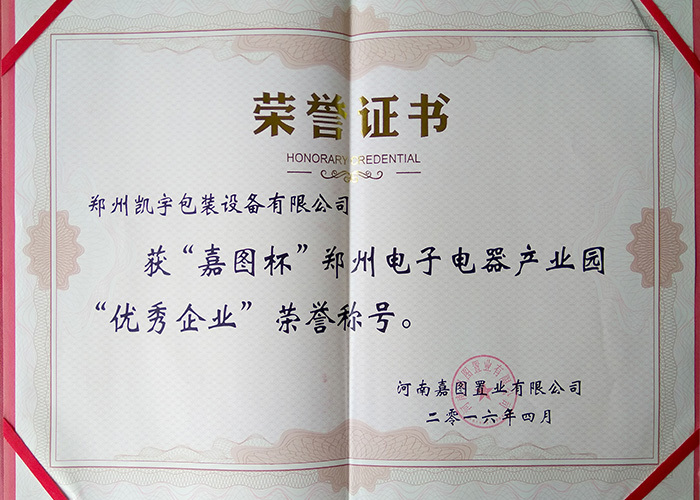 荣誉证书
HONORARY CREDENTIAL
郑州凯宇包装设备有限公司
获“嘉图杯”郑州电子电器产业园
“优秀企业”荣誉称号。
河南嘉图置业有限公司
二零一六年四月